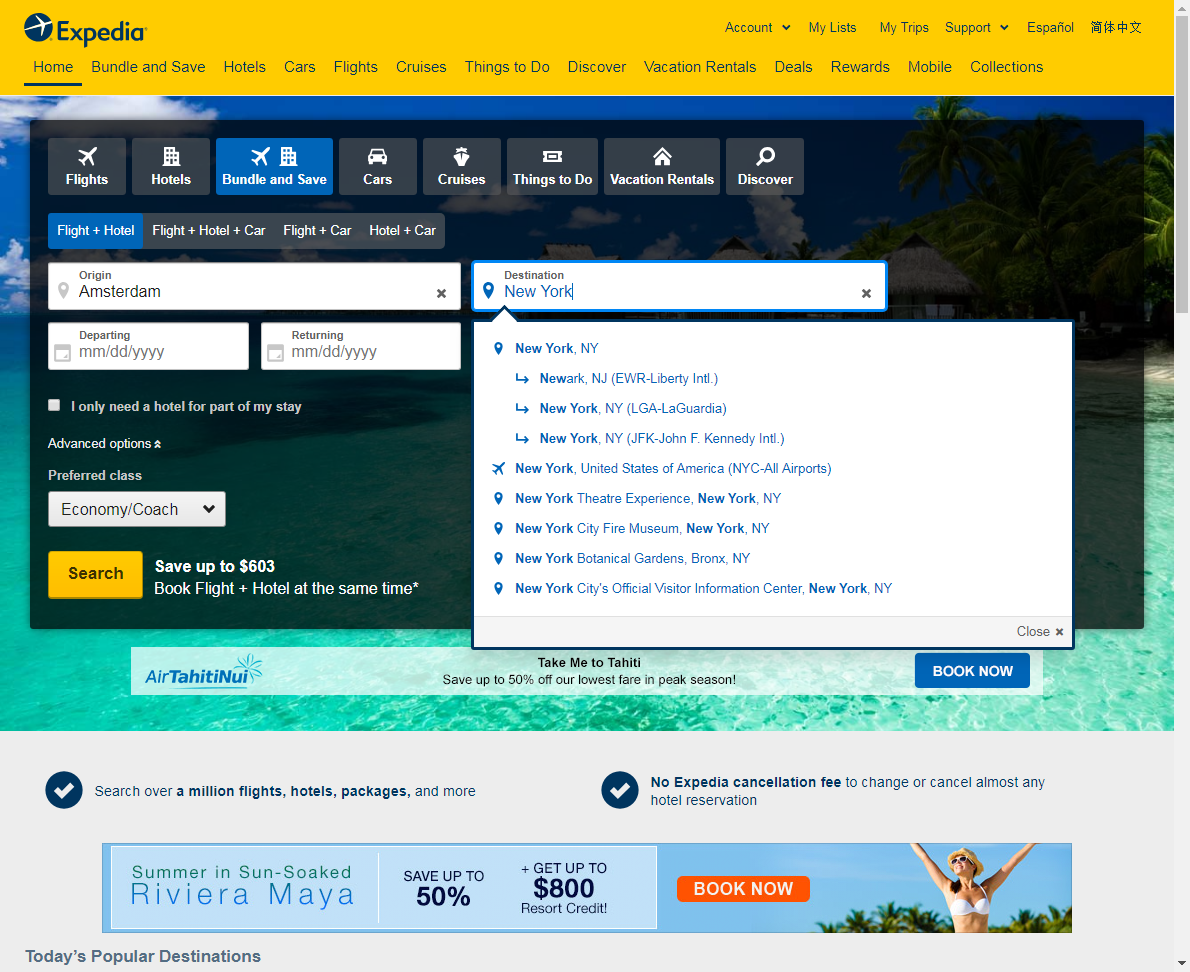 Expedia
Account My Lists My Trips Support Español 简体中文
Home Bundle and Save Hotels Cars Flights Cruises Things to Do Discover Vacation Rentals Deals Rewards Mobile Collections
Flights Hotels Bundle and Save Cars Cruises Things to Do Vacation Rentals Discover
Flight + Hotel Flight + Hotel + Car Flight + Car Hotel + Car
Origin
Amsterdam
Destination
New York
Departing
mm/dd/yyyy
Returning
mm/dd/yyyy
New York, NY
Newark, NJ (EWR-Liberty Intl.)
New York, NY (LGA-LaGuardia)
New York, NY (JFK-John F. Kennedy Intl.)
New York, United States of America (NYC-All Airports)
New York Theatre Experience, New York, NY
New York City Fire Museum, New York, NY
New York Botanical Gardens, Bronx, NY
New York City's Official Visitor Information Center, New York, NY
Close
I only need a hotel for part of my stay
Advanced options
Preferred class
Economy/Coach
Search
Save up to $603
Book Flight + Hotel at the same time*
AirTahitiNui
Take Me to Tahiti
Save up to 50% off our lowest fare in peak season!
BOOK NOW
Search over a million flights, hotels, packages, and more
No Expedia cancellation fee to change or cancel almost any
hotel reservation
Summer in Sun-Soaked
Riviera Maya
SAVE UP TO
50%
+ GET UP TO
$800
Resort Credit!
BOOK NOW
Today’s Popular Destinations